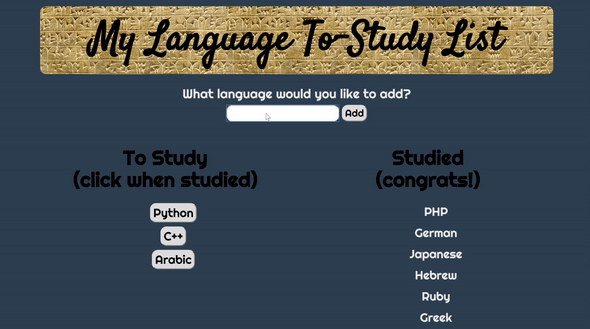 My Language To-Study List
What language would you like to add?
Add
To Study
(click when studied)
Python
C++
Arabic
Studied
(congrats!)
PHP
German
Japanese
Hebrew
Ruby
Greek